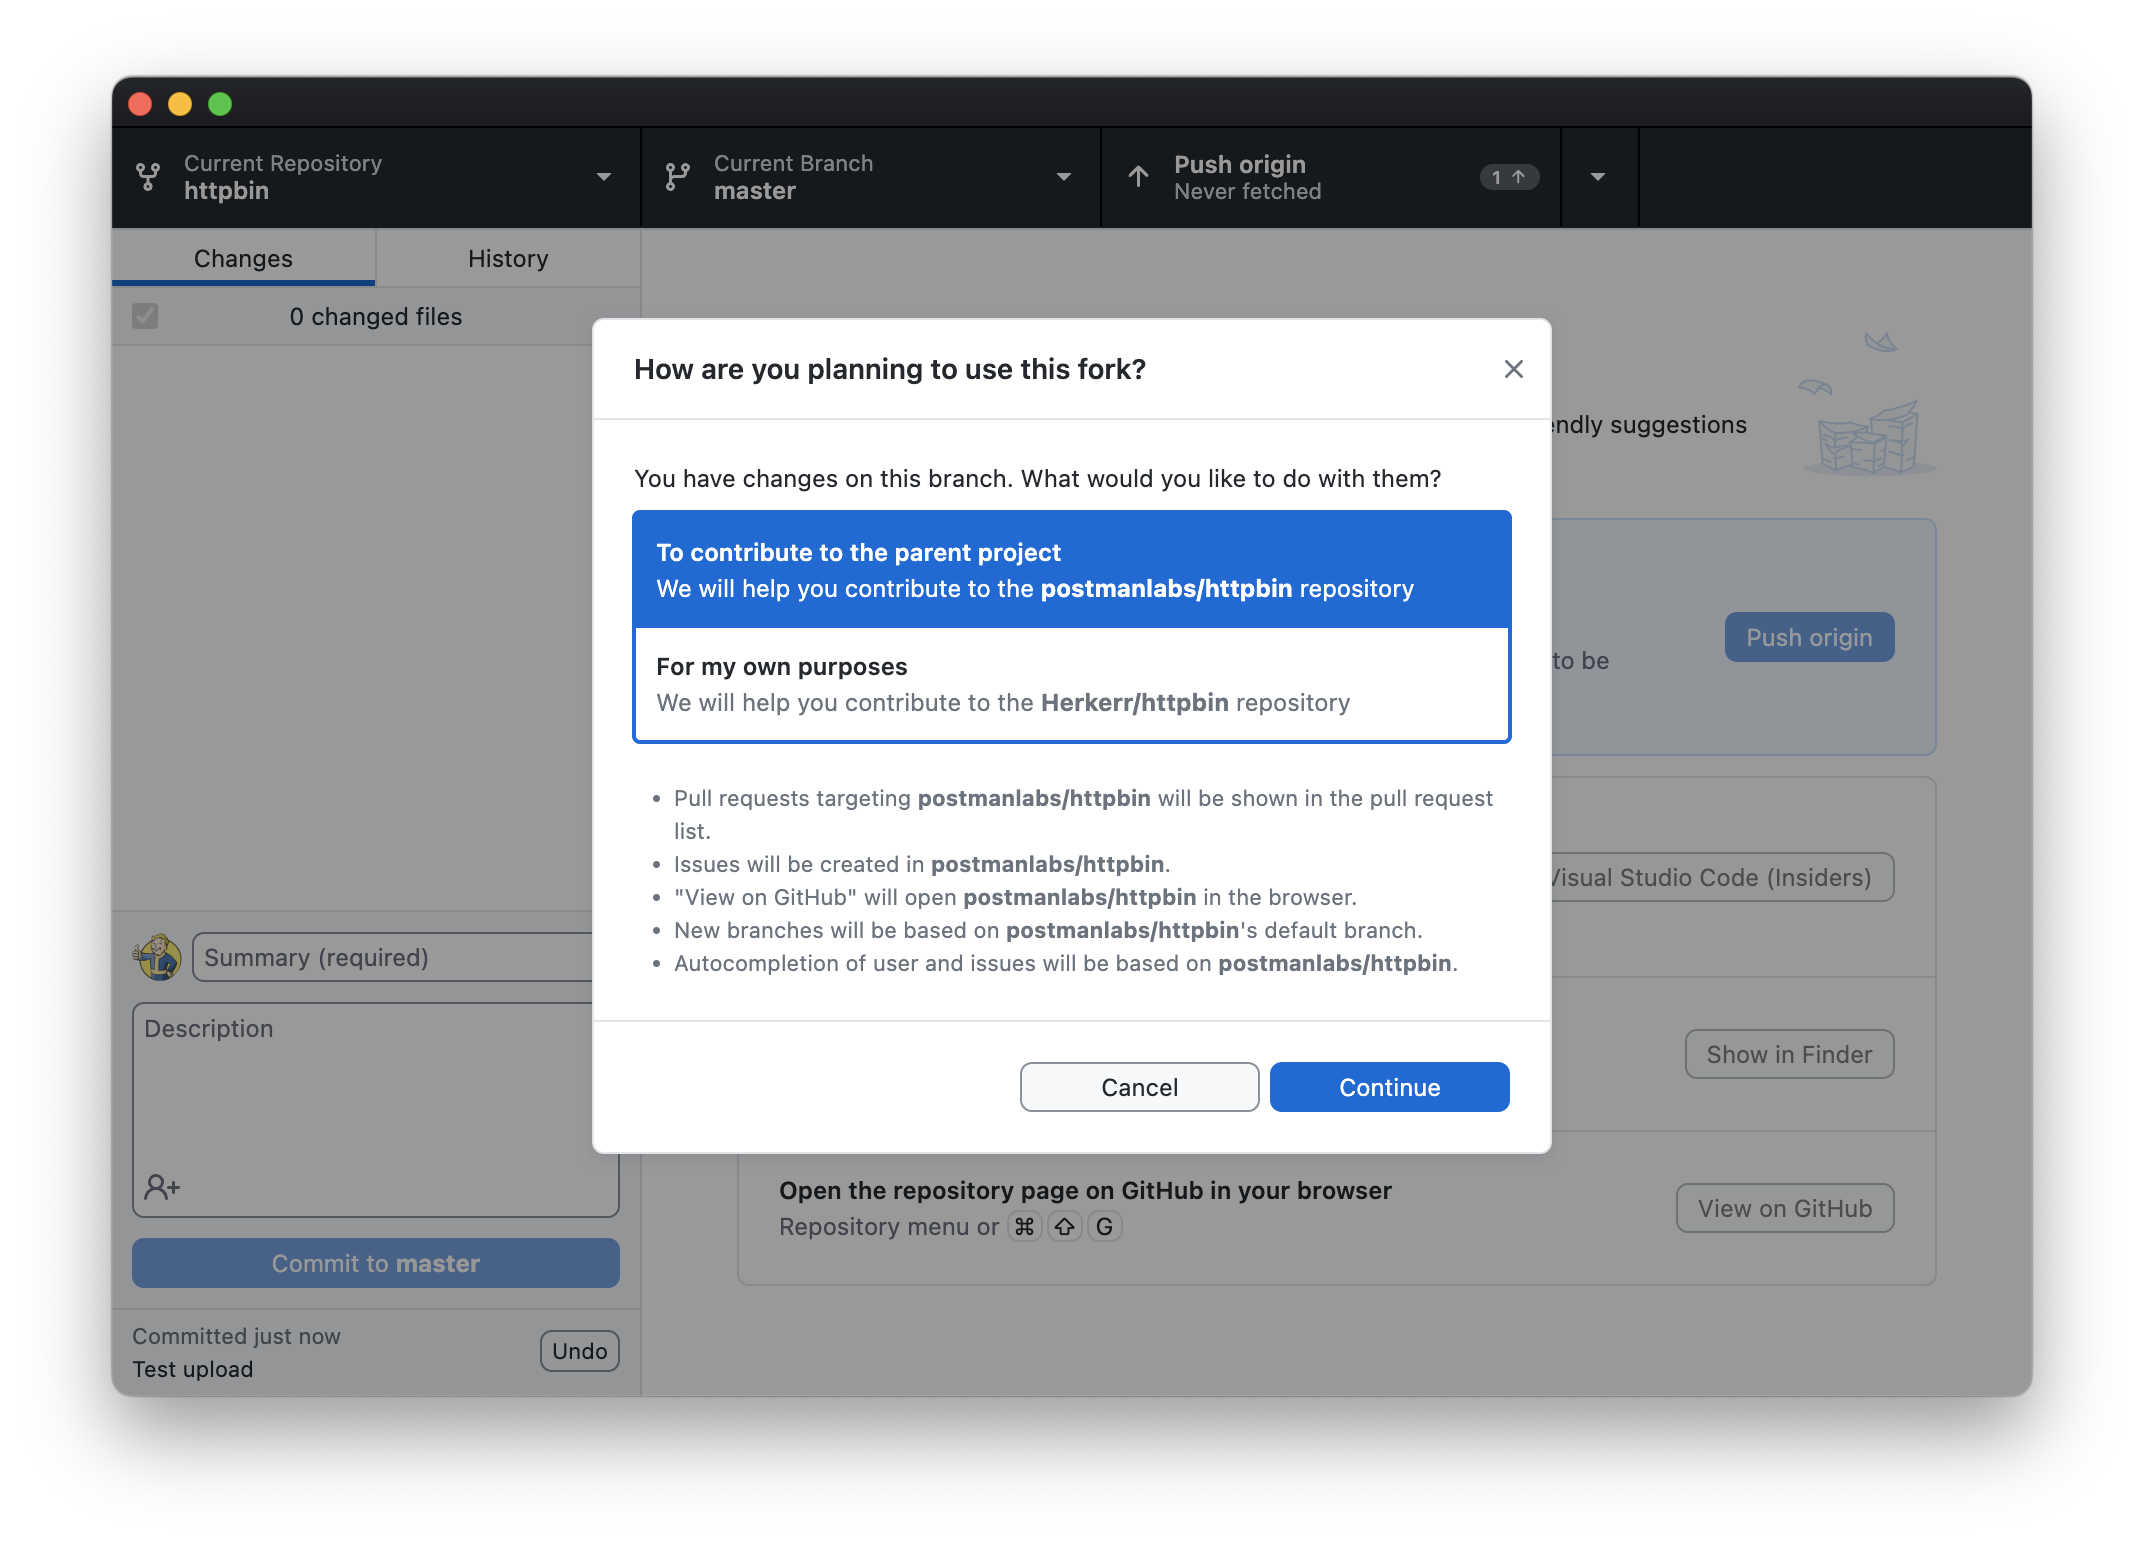 Current Repository
httpbin
Current Branch
master
Push origin
Never fetched
1
Changes
History
0 changed files
How are you planning to use this fork?
endly suggestions
You have changes on this branch. What would you like to do with them?
To contribute to the parent project
We will help you contribute to the postmanlabs/httpbin repository
For my own purposes
We will help you contribute to the Herkerr/httpbin repository
Push origin
to be
• Pull requests targeting postmanlabs/httpbin will be shown in the pull request
list.
• Issues will be created in postmanlabs/httpbin.
• "View on GitHub" will open postmanlabs/httpbin in the browser.
• New branches will be based on postmanlabs/httpbin's default branch.
• Autocompletion of user and issues will be based on postmanlabs/httpbin.
Visual Studio Code (Insiders)
Summary (required)
Description
Show in Finder
Cancel
Continue
Open the repository page on GitHub in your browser
Repository menu or ⌘ ⇧ G
View on GitHub
Commit to master
Committed just now
Test upload
Undo